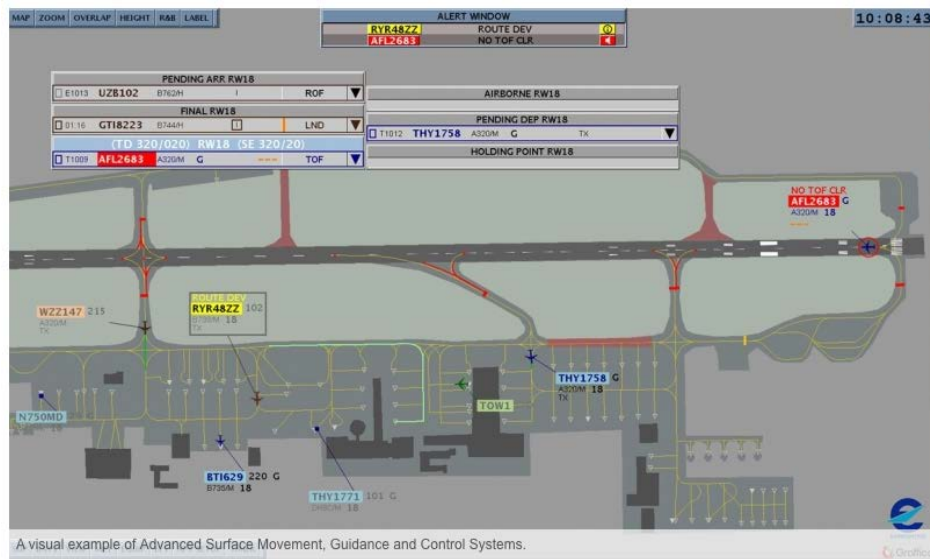 MAP ZOOM OVERLAP HEIGHT R&B LABEL
ALERT WINDOW
RYR48ZZ ROUTE DEV
AFL2683 NO TOF CLR
10:08:43
PENDING ARR RW18
E1013 UZB102 B762/H I ROF
FINAL RW18
01:16 GTI8223 B744/H I LND
(TD 320/020) RW18 (SE 320/20)
T1009 AFL2683 A320/M G --- TOF
AIRBORNE RW18
PENDING DEP RW18
T1012 THY1758 A320/M G TX
HOLDING POINT RW18
NO TOF CLR
AFL2683 G
A320/M 18
---
WZZ147 215
A320/M
TX
ROUTE DEV
RYR48ZZ 102
B738/M 18
TX
THY1758 G
A320/M 18
TX
TOW1
N750MD
G
18
BTI629 220 G
B735/M 18
THY1771 101 G
DH8C/M 18
A visual example of Advanced Surface Movement, Guidance and Control Systems.